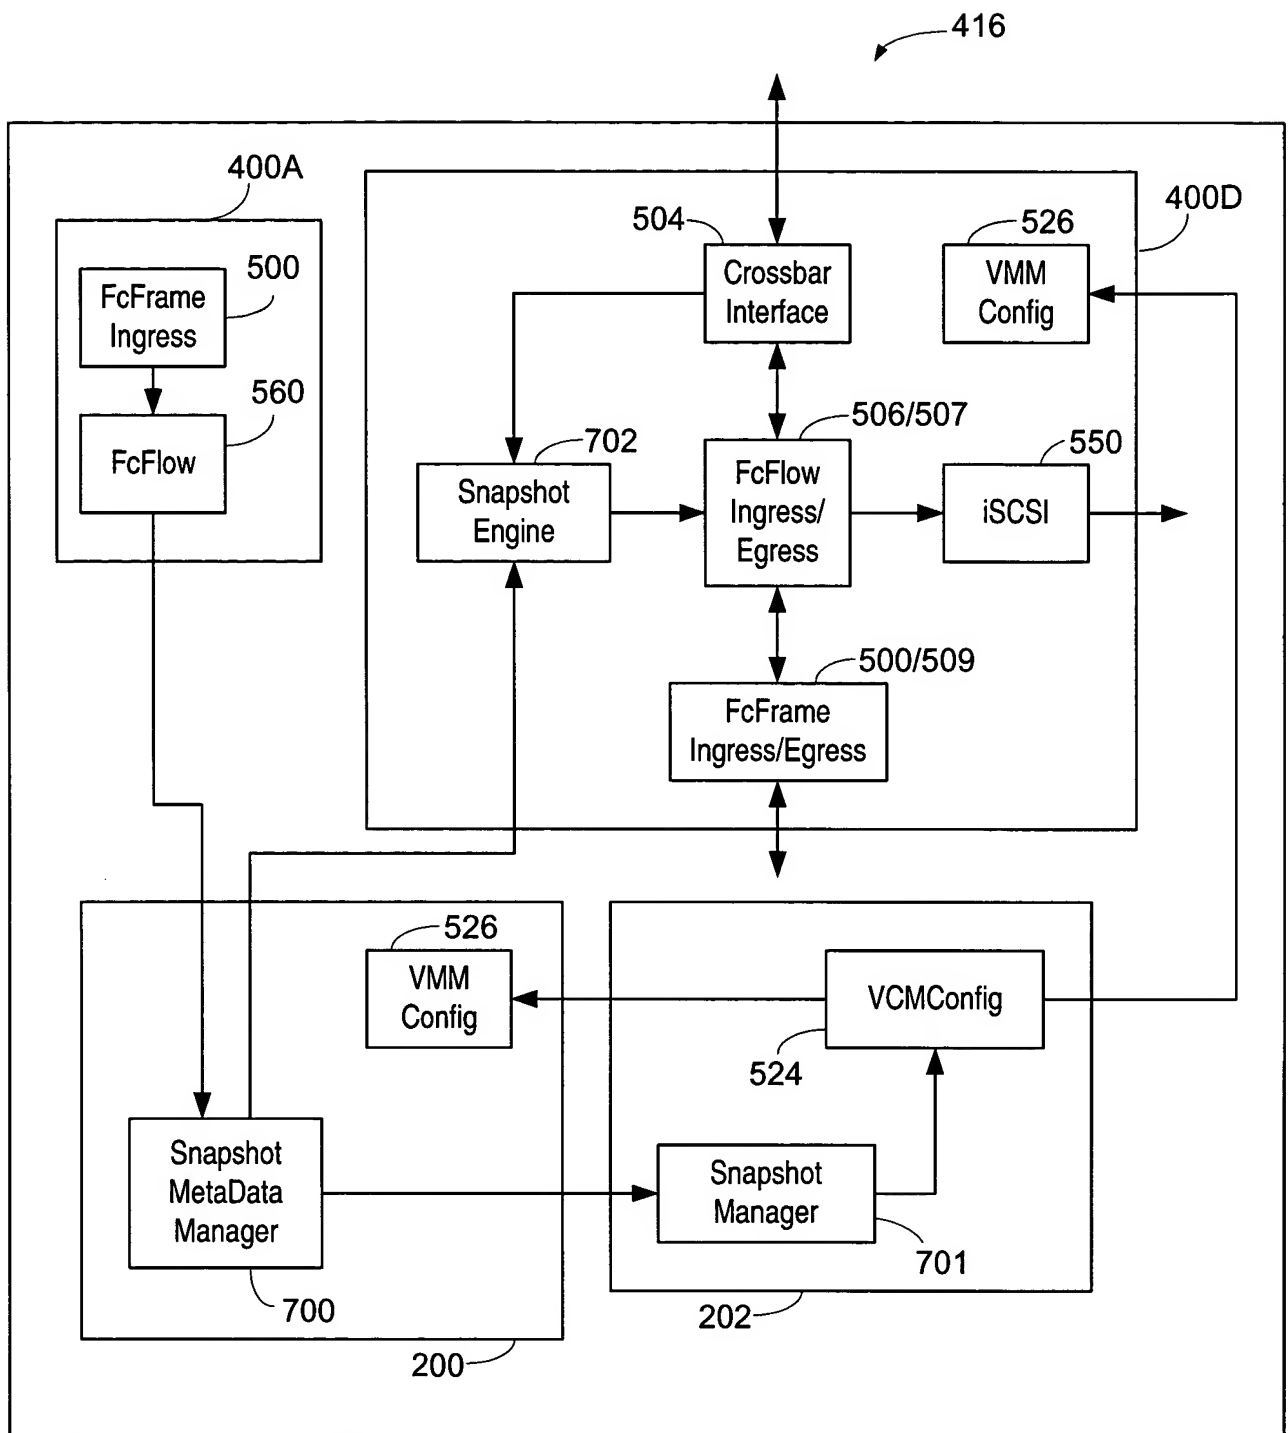 416
400A
500
FcFrame
Ingress
560
FcFlow
400D
504
Crossbar
Interface
526
VMM
Config
702
Snapshot
Engine
506/507
FcFlow
Ingress/
Egress
550
iSCSI
500/509
FcFrame
Ingress/Egress
526
VMM
Config
VCMConfig
524
Snapshot
MetaData
Manager
700
200
Snapshot
Manager
701
202